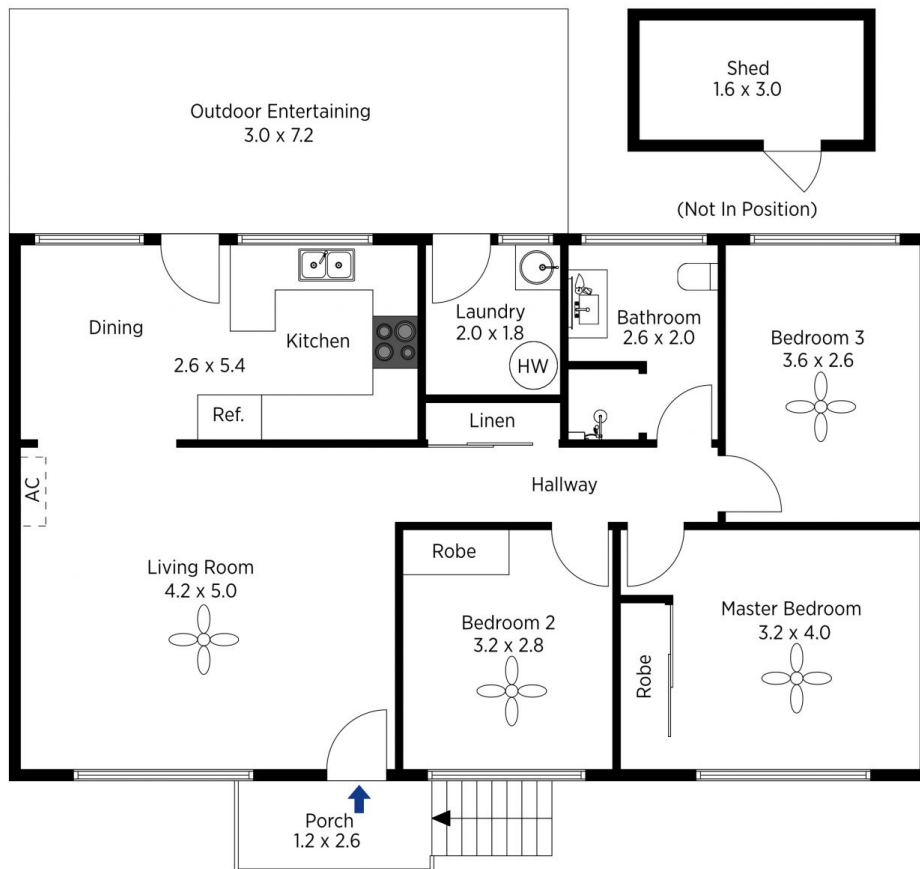 Outdoor Entertaining
3.0 x 7.2
Shed
1.6 x 3.0
(Not In Position)
Dining
Kitchen
2.6 x 5.4
Ref.
Laundry
2.0 x 1.8
HW
Linen
Bathroom
2.6 x 2.0
Bedroom 3
3.6 x 2.6
AC
Hallway
Living Room
4.2 x 5.0
Robe
Bedroom 2
3.2 x 2.8
Robe
Master Bedroom
3.2 x 4.0
Porch
1.2 x 2.6